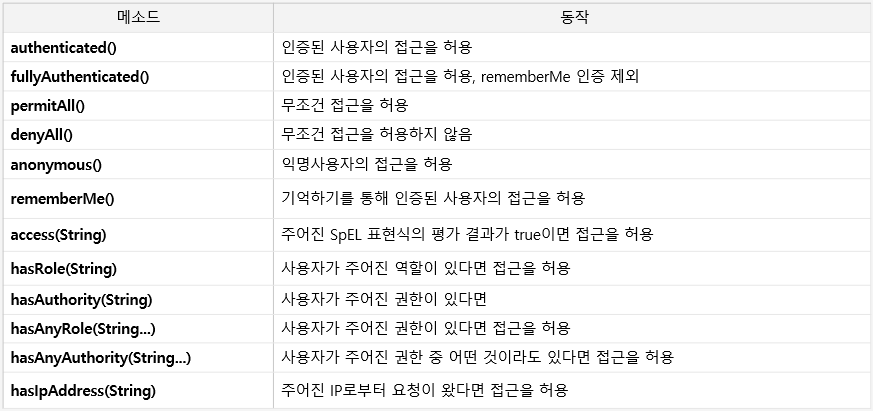 메소드 동작
authenticated() 인증된 사용자의 접근을 허용
fullyAuthenticated() 인증된 사용자의 접근을 허용, rememberMe 인증 제외
permitAll() 무조건 접근을 허용
denyAll() 무조건 접근을 허용하지 않음
anonymous() 익명사용자의 접근을 허용
rememberMe() 기억하기를 통해 인증된 사용자의 접근을 허용
access(String) 주어진 SpEL 표현식의 평가 결과가 true이면 접근을 허용
hasRole(String) 사용자가 주어진 역할이 있다면 접근을 허용
hasAuthority(String) 사용자가 주어진 권한이 있다면
hasAnyRole(String...) 사용자가 주어진 권한이 있다면 접근을 허용
hasAnyAuthority(String...) 사용자가 주어진 권한 중 어떤 것이라도 있다면 접근을 허용
hasIpAddress(String) 주어진 IP로부터 요청이 왔다면 접근을 허용